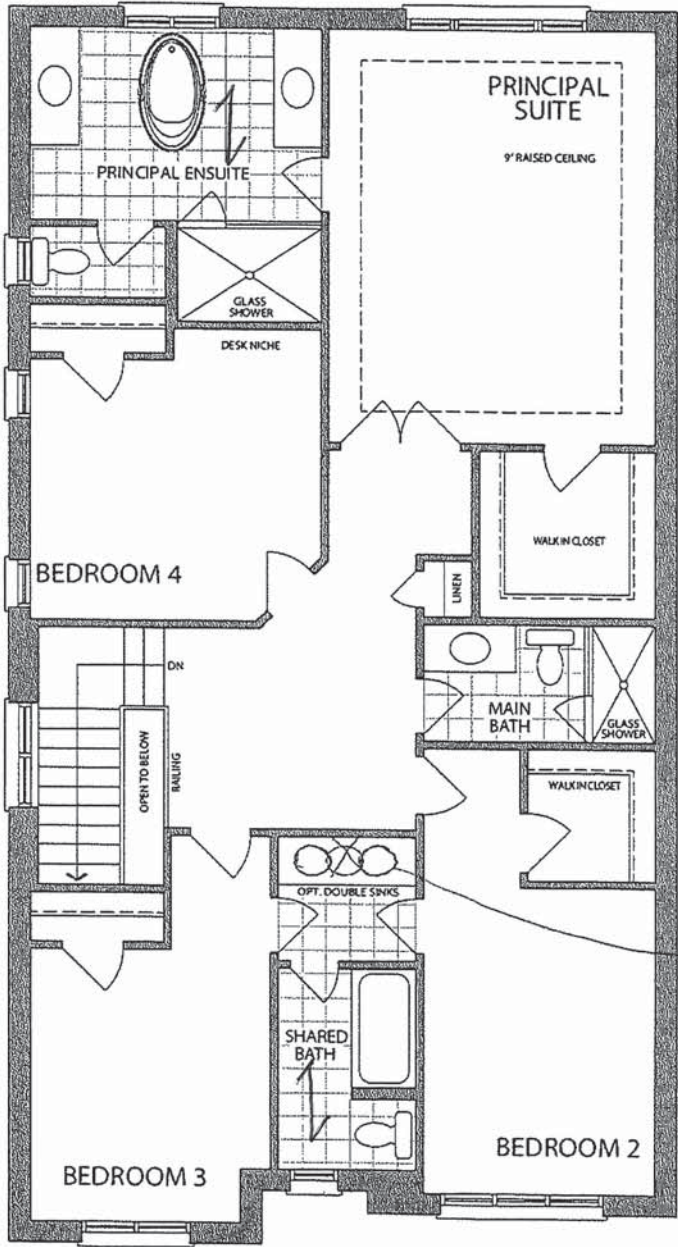 PRINCIPAL
SUITE
9' RAISED CEILING
PRINCIPAL ENSUITE
GLASS
SHOWER
DESK NICHE
WALK IN CLOSET
BEDROOM 4
LINEN
DN
MAIN
BATH
GLASS
SHOWER
OPEN TO BELOW
RAILING
WALK IN CLOSET
OPT. DOUBLE SINKS
SHARED
BATH
BEDROOM 2
BEDROOM 3